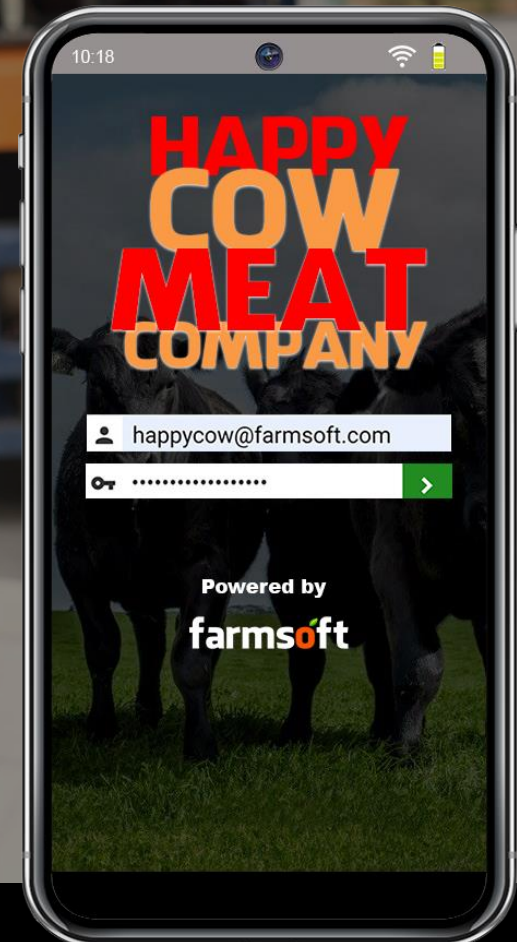 10:18
HAPPY
COW
MEAT
COMPANY
happycow@farmsoft.com
••••••••••••••••••
Powered by
farmsoft